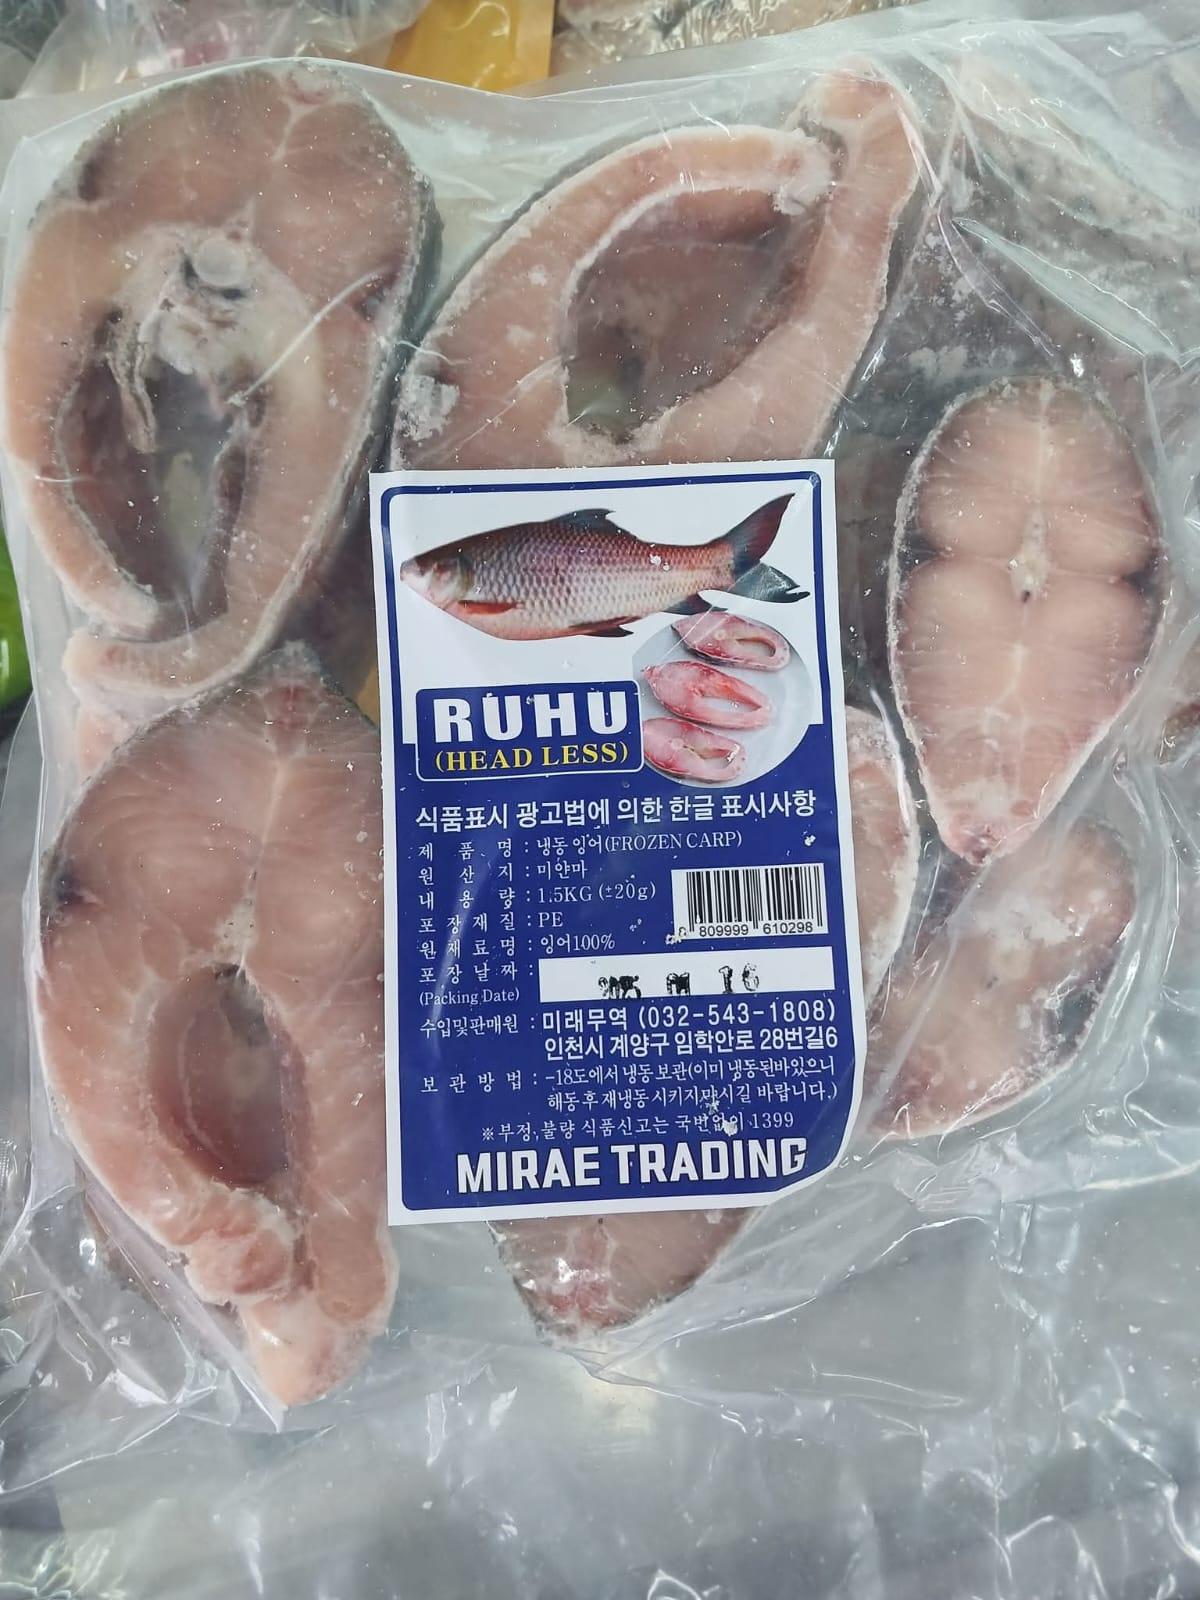 RUHU
(HEAD LESS)
식품표시 광고법에 의한 한글 표시사항
제 품 명 : 냉동잉어(FROZEN CARP)
원 산 지 : 미얀마
내 용 량 : 1.5KG (±20g)
포 장 재 질 : PE
원 재 료 명 : 잉어100%
포 장 날 짜 :
(Packing Date)
16
8 809999 610298
수입및판매원 : 미래무역 (032-543-1808)
인천시 계양구 임학안로 28번길6
보 관 방 법 : -18도에서 냉동 보관(이미 냉동된바있으니
해동 후 재냉동 시키지마시길 바랍니다.)
※부정,불량 식품신고는 국번없이 1399
MIRAE TRADING